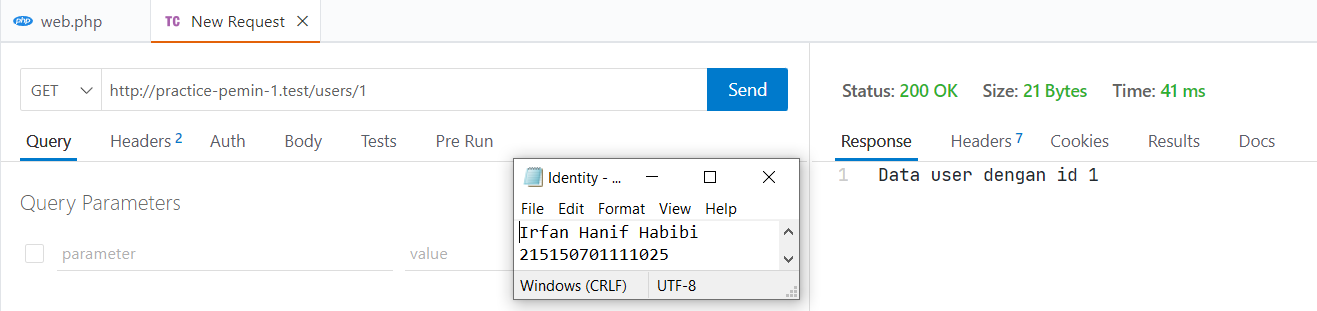 php web.php
TC New Request
GET http://practice-pemin-1.test/users/1 Send
Query Headers 2 Auth Body Tests Pre Run
Query Parameters
parameter value
Status: 200 OK Size: 21 Bytes Time: 41 ms
Response Headers 7 Cookies Results Docs
1 Data user dengan id 1
Identity - ...
File Edit Format View Help
Irfan Hanif Habibi
215150701111025
Windows (CRLF) UTF-8